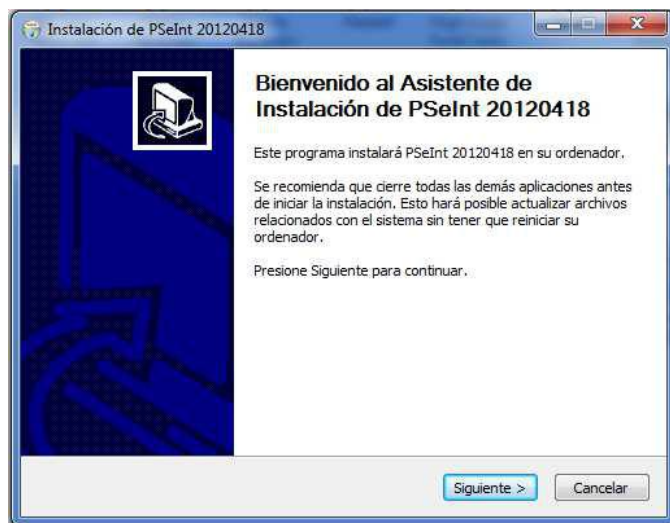 Instalación de PSeInt 20120418
Bienvenido al Asistente de
Instalación de PSeInt 20120418
Este programa instalará PSeInt 20120418 en su ordenador.
Se recomienda que cierre todas las demás aplicaciones antes
de iniciar la instalación. Esto hará posible actualizar archivos
relacionados con el sistema sin tener que reiniciar su
ordenador.
Presione Siguiente para continuar.
Siguiente >
Cancelar